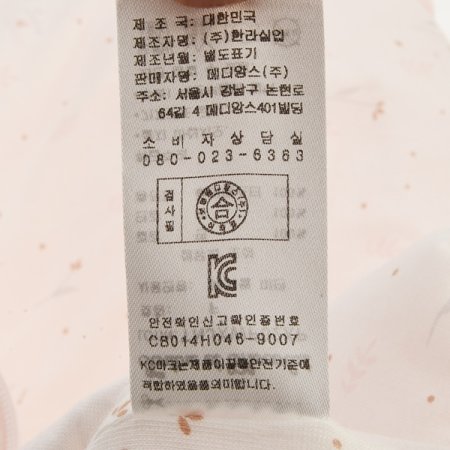 제 조 국: 대한민국
제조자명: (주)한라실업
제조년월: 별도표기
판매자명: 메디앙스(주)
주소: 서울시 강남구 논현로
64길 4 메디앙스401빌딩
소 비 자 상 담 실
080-023-6363
검사필
合
안전확인신고확인증번호
CB014H046-9007
KC마크는제품이공통안전기준에
적합하였음을의미합니다.